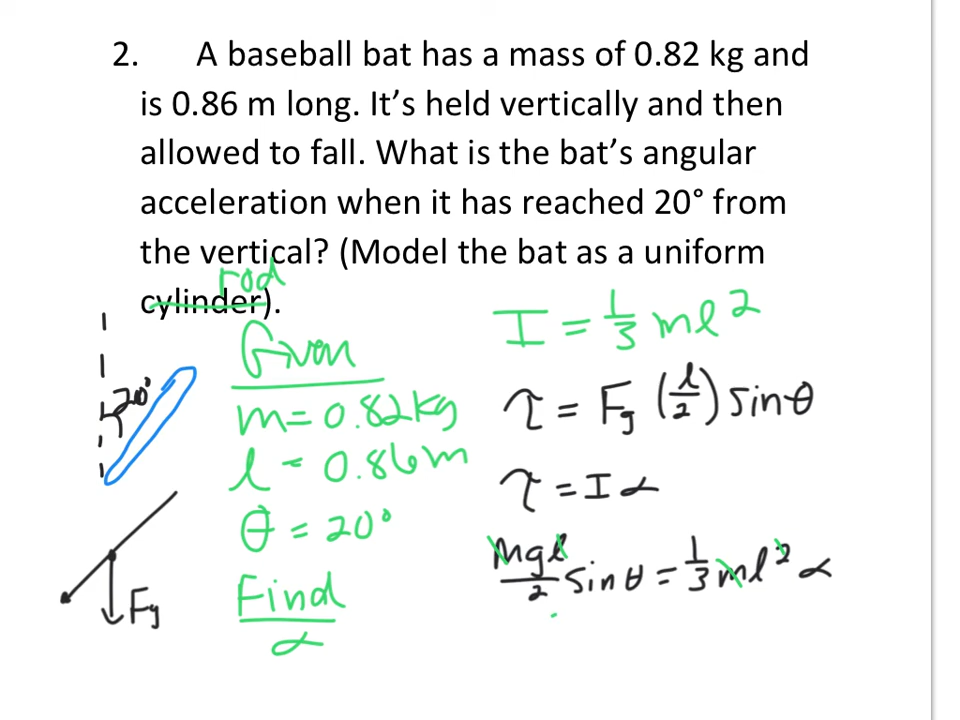 2. A baseball bat has a mass of 0.82 kg and
is 0.86 m long. It’s held vertically and then
allowed to fall. What is the bat’s angular
acceleration when it has reached 20° from
the vertical? (Model the bat as a uniform
rod
cylinder).
20°
Fg
Given
m = 0.82 kg
l = 0.86 m
θ = 20°
Find
α
I = 1/3 ml²
τ = Fg (l/2) sinθ
τ = Iα
mgl/2 sinθ = 1/3 ml² α